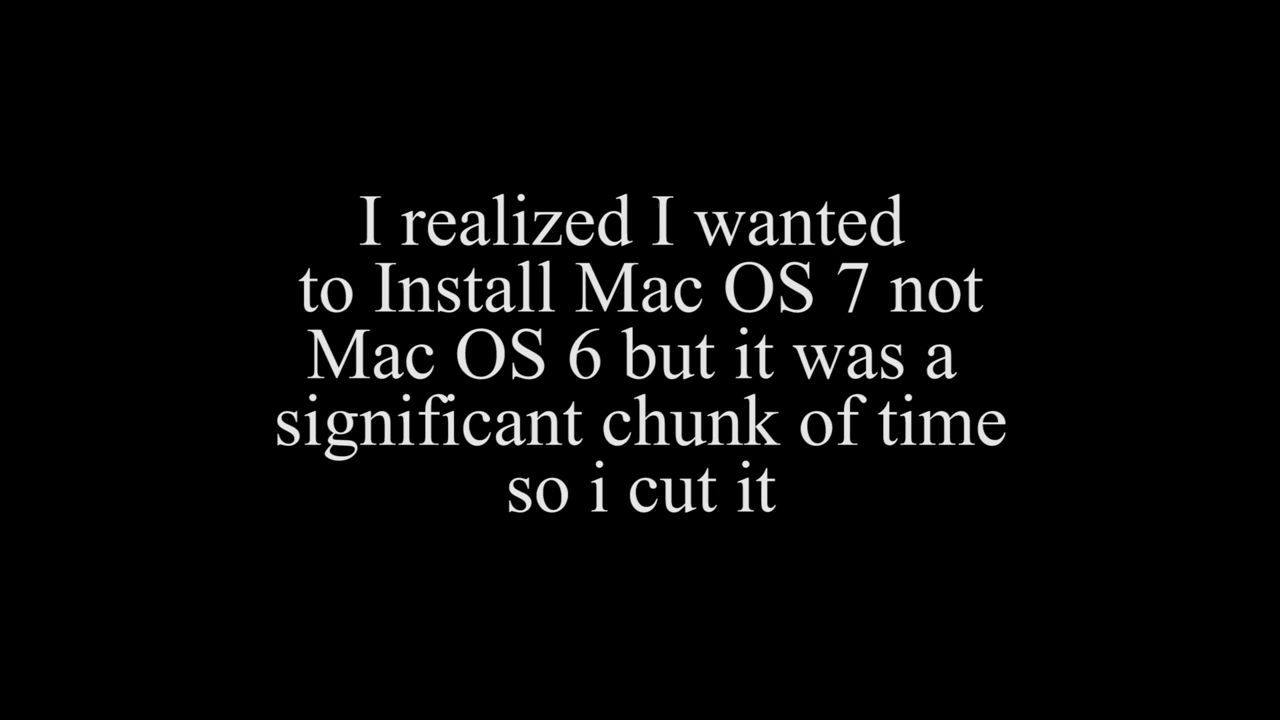 I realized I wanted
to Install Mac OS 7 not
Mac OS 6 but it was a
significant chunk of time
so i cut it